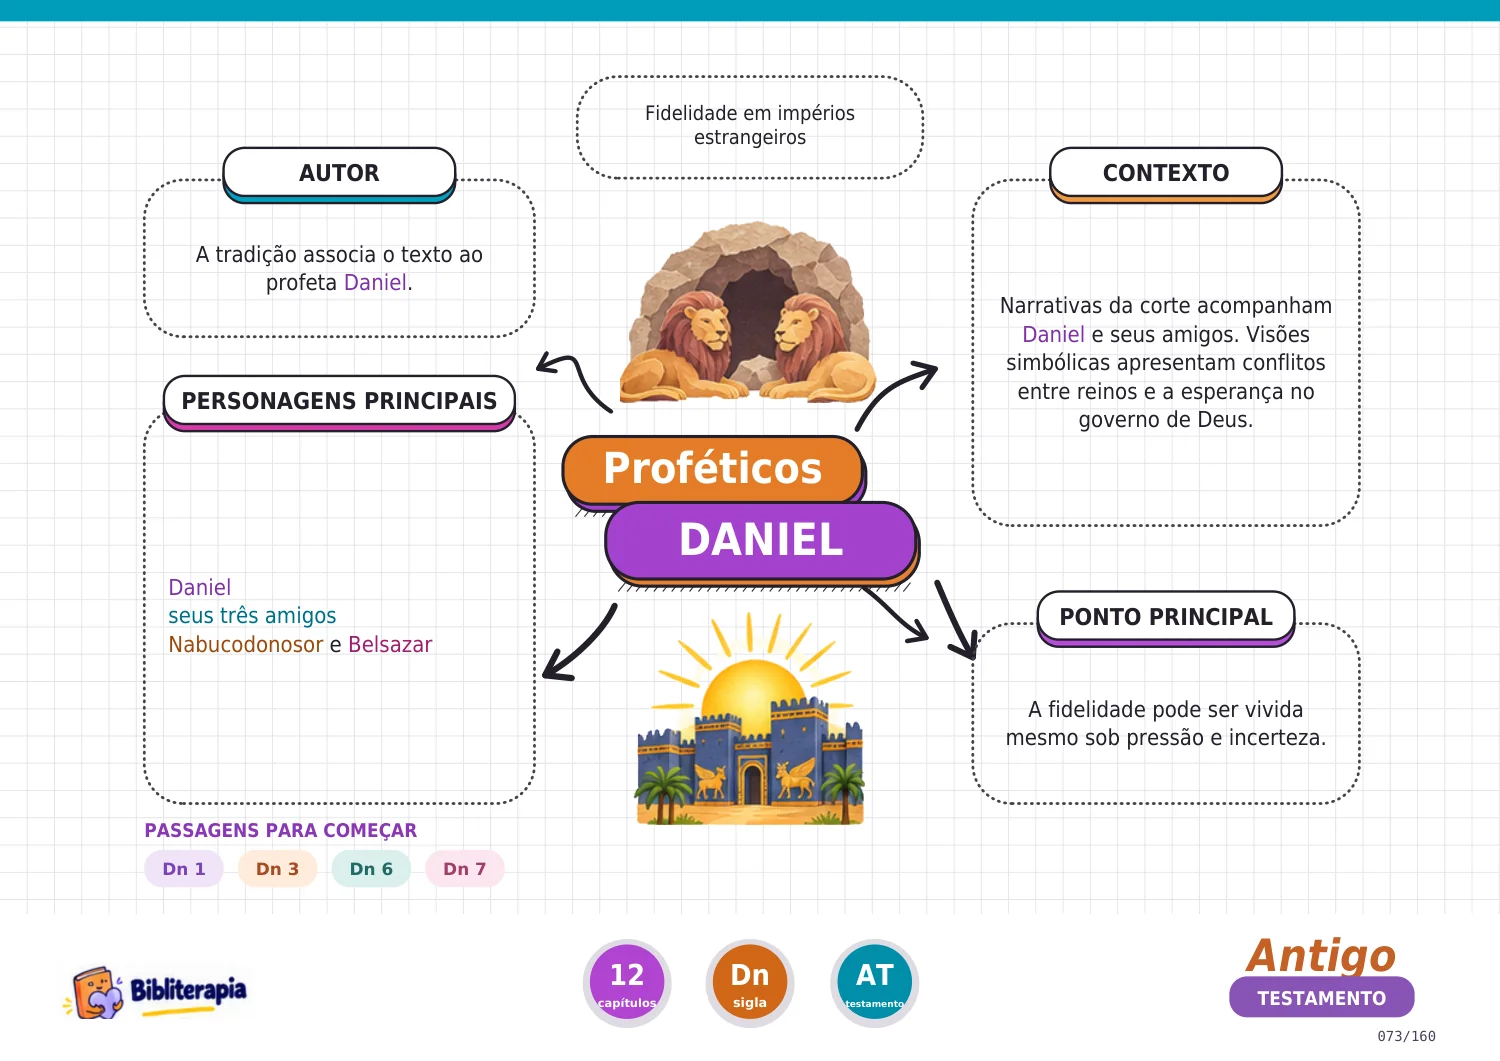 Fidelidade em impérios
estrangeiros
AUTOR
A tradição associa o texto ao
profeta Daniel.
CONTEXTO
Narrativas da corte acompanham
Daniel e seus amigos. Visões
simbólicas apresentam conflitos
entre reinos e a esperança no
governo de Deus.
PERSONAGENS PRINCIPAIS
Daniel
seus três amigos
Nabucodonosor e Belsazar
Proféticos
DANIEL
PONTO PRINCIPAL
A fidelidade pode ser vivida
mesmo sob pressão e incerteza.
PASSAGENS PARA COMEÇAR
Dn 1
Dn 3
Dn 6
Dn 7
Bibliterapia
12
capítulos
Dn
sigla
AT
testamento
Antigo
TESTAMENTO
073/160